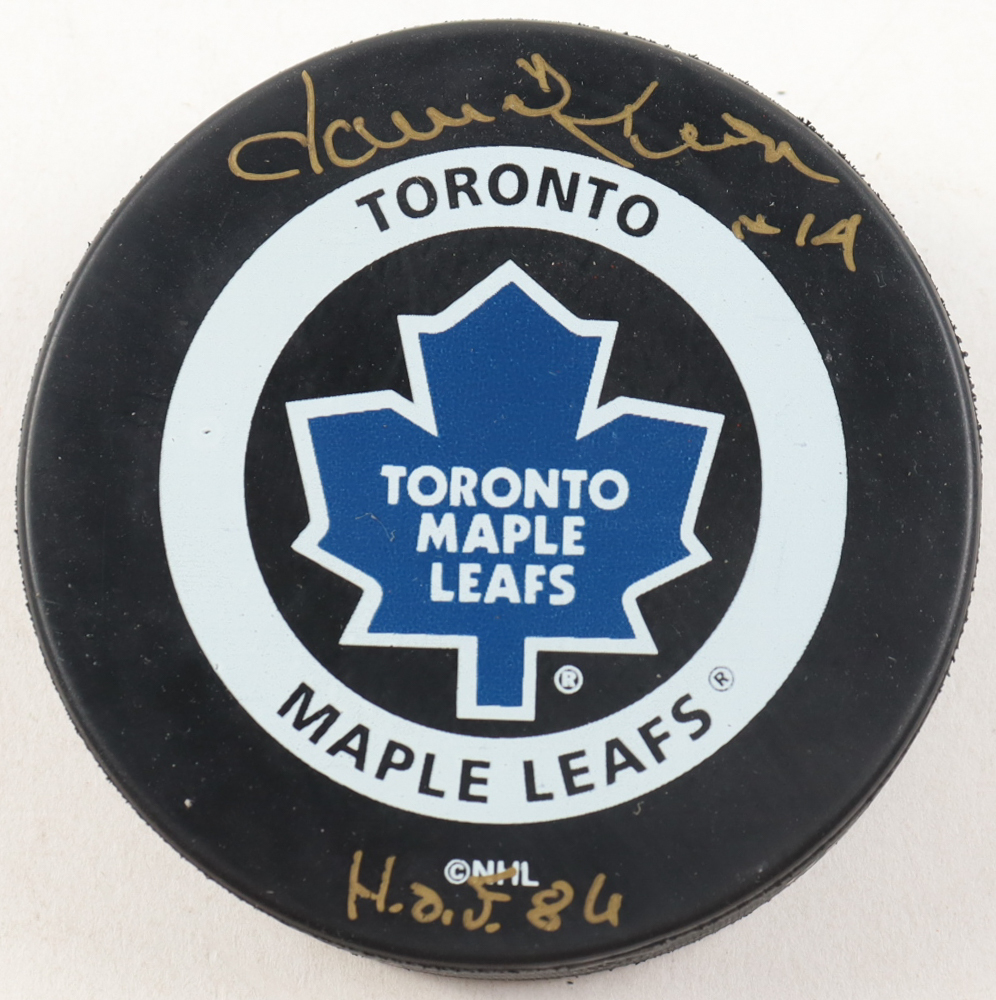 TORONTO
#14
TORONTO
MAPLE
LEAFS
®
MAPLE LEAFS®
©NHL
H.O.F. 86